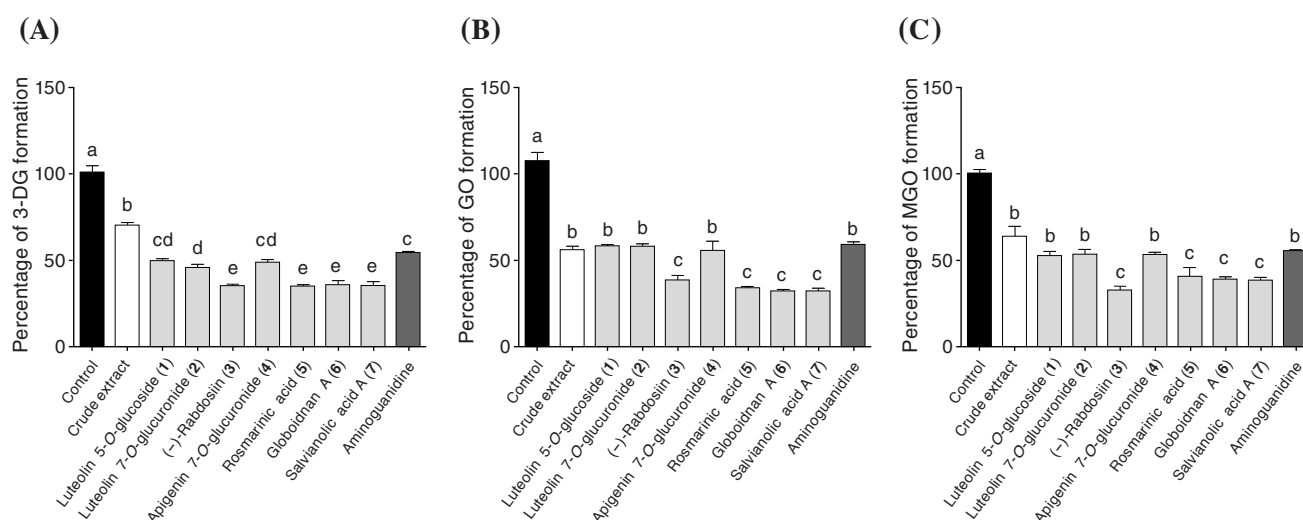 (A)
Percentage of 3-DG formation
150
100
50
0
a
b
cd
d
e
cd
e
e
e
c
Control
Crude extract
Luteolin 5-O-glucoside (1)
Luteolin 7-O-glucuronide (2)
(−)-Rabdosiin (3)
Apigenin 7-O-glucuronide (4)
Rosmarinic acid (5)
Globoidnan A (6)
Salvianolic acid A (7)
Aminoguanidine
(B)
Percentage of GO formation
150
100
50
0
a
b
b
b
c
b
c
c
c
b
Control
Crude extract
Luteolin 5-O-glucoside (1)
Luteolin 7-O-glucuronide (2)
(−)-Rabdosiin (3)
Apigenin 7-O-glucuronide (4)
Rosmarinic acid (5)
Globoidnan A (6)
Salvianolic acid A (7)
Aminoguanidine
(C)
Percentage of MGO formation
150
100
50
0
a
b
b
b
c
b
c
c
c
b
Control
Crude extract
Luteolin 5-O-glucoside (1)
Luteolin 7-O-glucuronide (2)
(−)-Rabdosiin (3)
Apigenin 7-O-glucuronide (4)
Rosmarinic acid (5)
Globoidnan A (6)
Salvianolic acid A (7)
Aminoguanidine